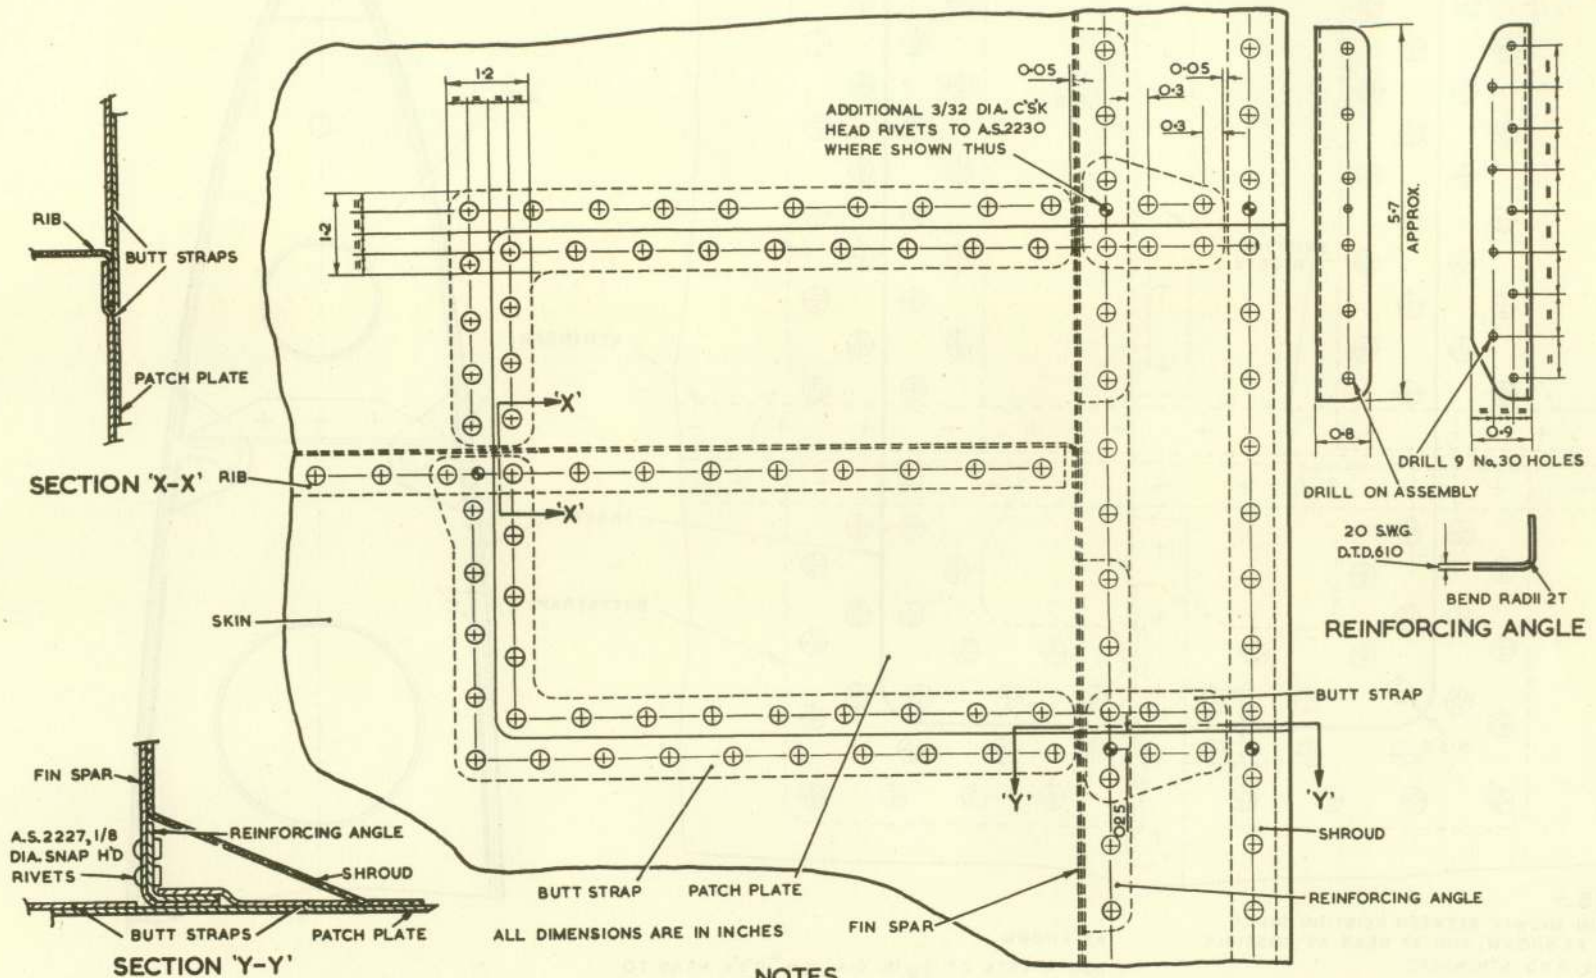 1·2
0·05
0·05
0·3
0·3
ADDITIONAL 3/32 DIA. C'S'K
HEAD RIVETS TO A.S.2230
WHERE SHOWN THUS
1·2
RIB
BUTT STRAPS
PATCH PLATE
SECTION 'X-X'
RIB
'X'
'X'
SKIN
5·7
APPROX.
0·8
0·9
DRILL 9 No.30 HOLES
DRILL ON ASSEMBLY
20 S.W.G.
D.T.D.610
BEND RADII 2T
REINFORCING ANGLE
BUTT STRAP
'Y'
'Y'
0·25
SHROUD
REINFORCING ANGLE
FIN SPAR
BUTT STRAP
PATCH PLATE
ALL DIMENSIONS ARE IN INCHES
FIN SPAR
A.S.2227, 1/8
DIA. SNAP H'D
RIVETS
REINFORCING ANGLE
SHROUD
BUTT STRAPS
PATCH PLATE
SECTION 'Y-Y'
NOTES